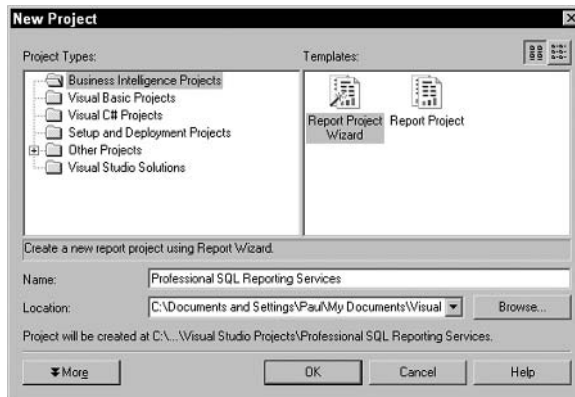 New Project
Project Types:
Templates:
Business Intelligence Projects
Visual Basic Projects
Visual C# Projects
Setup and Deployment Projects
Other Projects
Visual Studio Solutions
Report Project Wizard
Report Project
Create a new report project using Report Wizard.
Name:
Professional SQL Reporting Services
Location:
C:\Documents and Settings\Paul\My Documents\Visual
Browse...
Project will be created at C:\...\Visual Studio Projects\Professional SQL Reporting Services.
More
OK
Cancel
Help